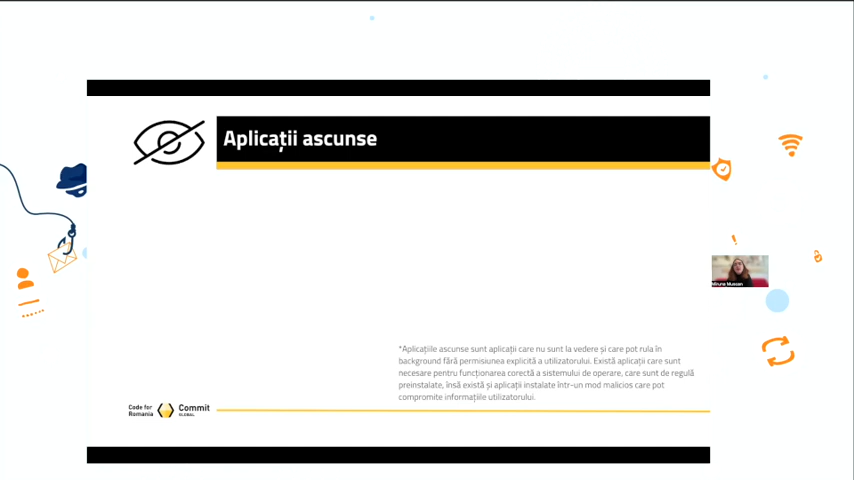 Aplicații ascunse
*Aplicațiile ascunse sunt aplicații care nu sunt la vedere și care pot rula în
background fără permisiunea explicită a utilizatorului. Există aplicații care sunt
necesare pentru funcționarea corectă a sistemului de operare, care sunt de regulă
preinstalate, însă există și aplicații instalate într-un mod malicios care pot
compromite informațiile utilizatorului.
Code for
Romania
Commit
GLOBAL